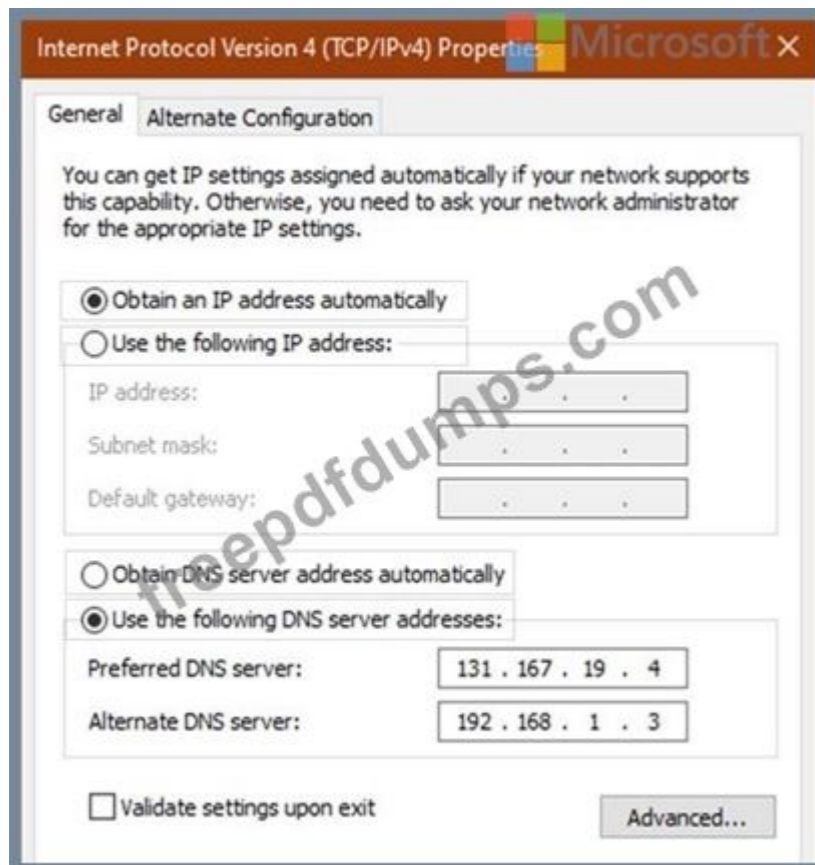 Microsoft
Internet Protocol Version 4 (TCP/IPv4) Properties
General
Alternate Configuration
You can get IP settings assigned automatically if your network supports
this capability. Otherwise, you need to ask your network administrator
for the appropriate IP settings.
Obtain an IP address automatically
Use the following IP address:
IP address:
. . .
Subnet mask:
. . .
Default gateway:
. . .
Obtain DNS server address automatically
Use the following DNS server addresses:
Preferred DNS server:
131 . 167 . 19 . 4
Alternate DNS server:
192 . 168 . 1 . 3
Validate settings upon exit
Advanced...
freepdfdumps.com